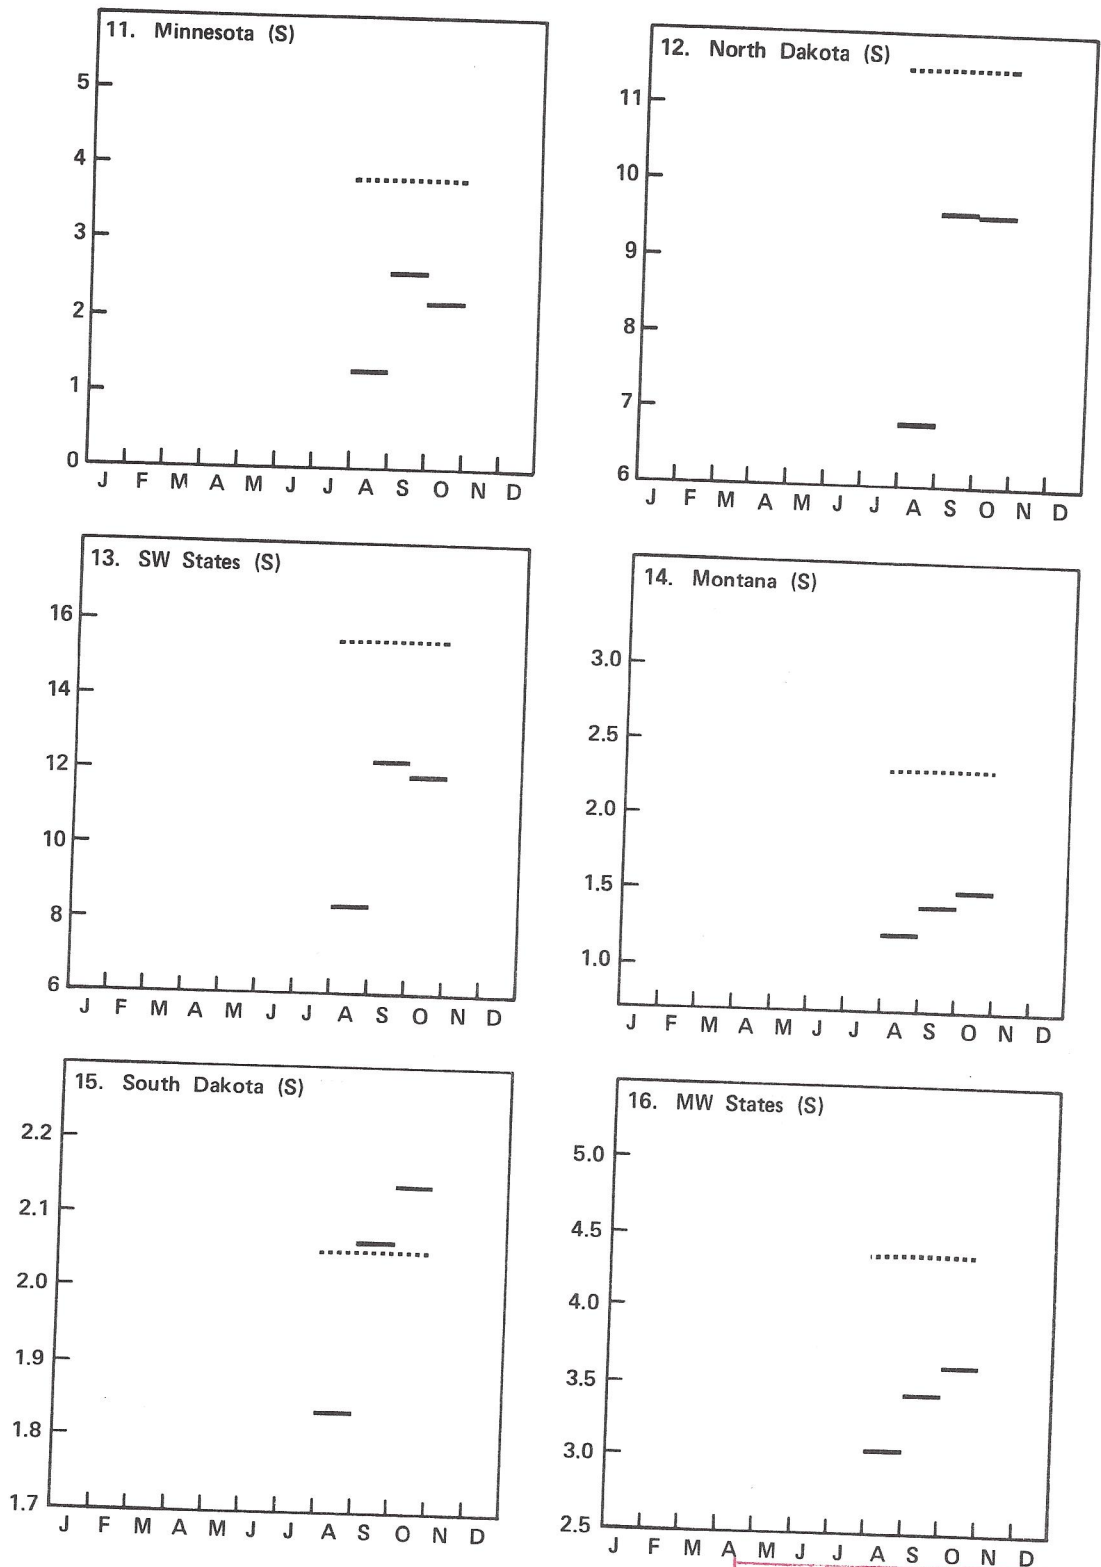 11. Minnesota (S)
5
4
3
2
1
0
J F M A M J J A S O N D
12. North Dakota (S)
11
10
9
8
7
6
J F M A M J J A S O N D
13. SW States (S)
16
14
12
10
8
6
J F M A M J J A S O N D
14. Montana (S)
3.0
2.5
2.0
1.5
1.0
J F M A M J J A S O N D
15. South Dakota (S)
2.2
2.1
2.0
1.9
1.8
1.7
J F M A M J J A S O N D
16. MW States (S)
5.0
4.5
4.0
3.5
3.0
2.5
J F M A M J J A S O N D